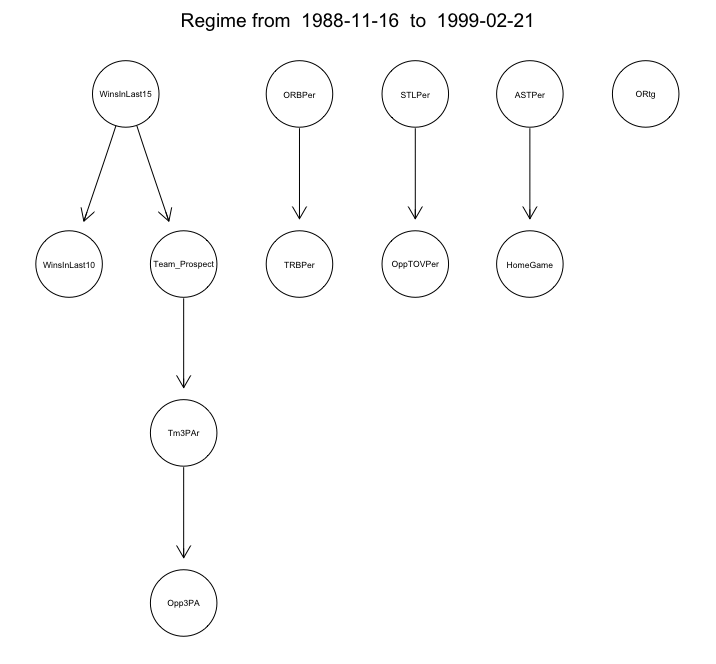 Regime from 1988-11-16 to 1999-02-21
WinsInLast15
ORBPer
STLPer
ASTPer
ORtg
WinsInLast10
Team_Prospect
TRBPer
OppTOVPer
HomeGame
Tm3PAr
Opp3PA